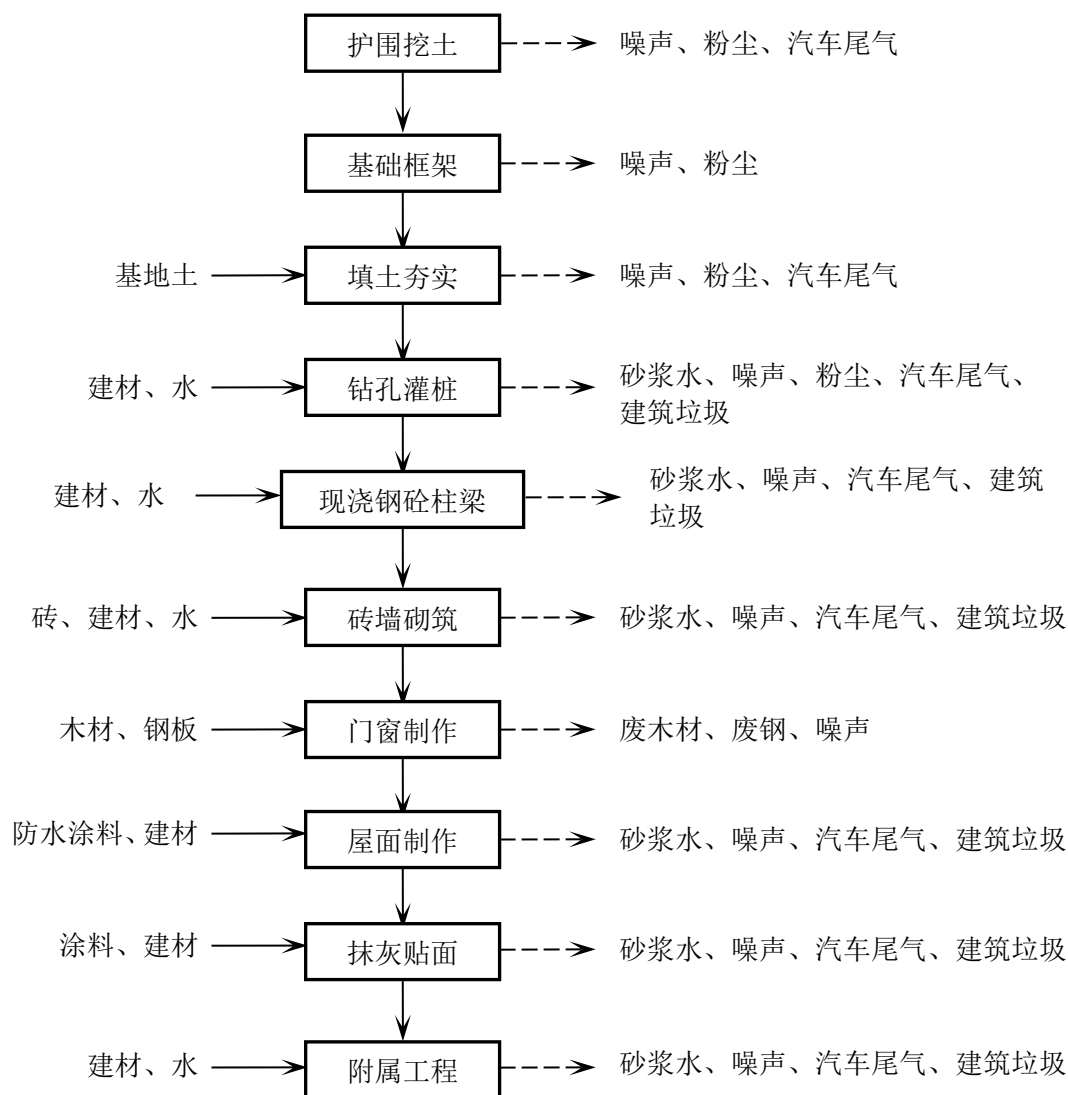 护围挖土
噪声、粉尘、汽车尾气
基础框架
噪声、粉尘
基地土
填土夯实
噪声、粉尘、汽车尾气
建材、水
钻孔灌桩
砂浆水、噪声、粉尘、汽车尾气、
建筑垃圾
建材、水
现浇钢砼柱梁
砂浆水、噪声、汽车尾气、建筑
垃圾
砖、建材、水
砖墙砌筑
砂浆水、噪声、汽车尾气、建筑垃圾
木材、钢板
门窗制作
废木材、废钢、噪声
防水涂料、建材
屋面制作
砂浆水、噪声、汽车尾气、建筑垃圾
涂料、建材
抹灰贴面
砂浆水、噪声、汽车尾气、建筑垃圾
建材、水
附属工程
砂浆水、噪声、汽车尾气、建筑垃圾